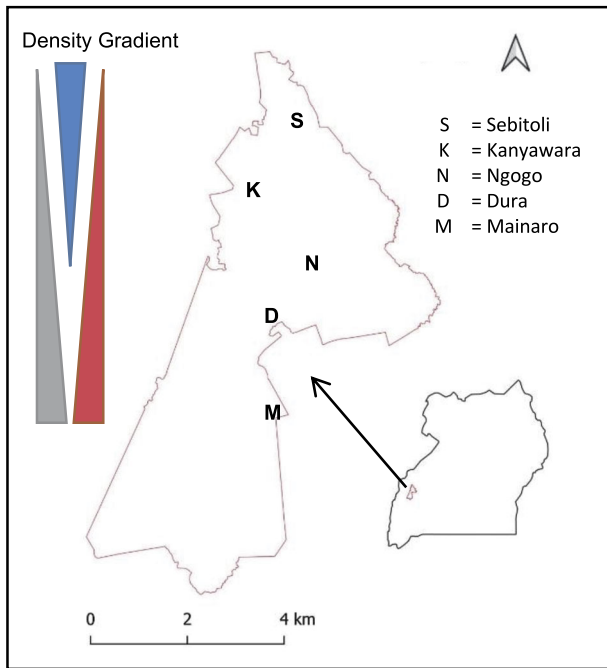 Density Gradient
S = Sebitoli
K = Kanyawara
N = Ngogo
D = Dura
M = Mainaro
S
K
N
D
M
0 2 4 km